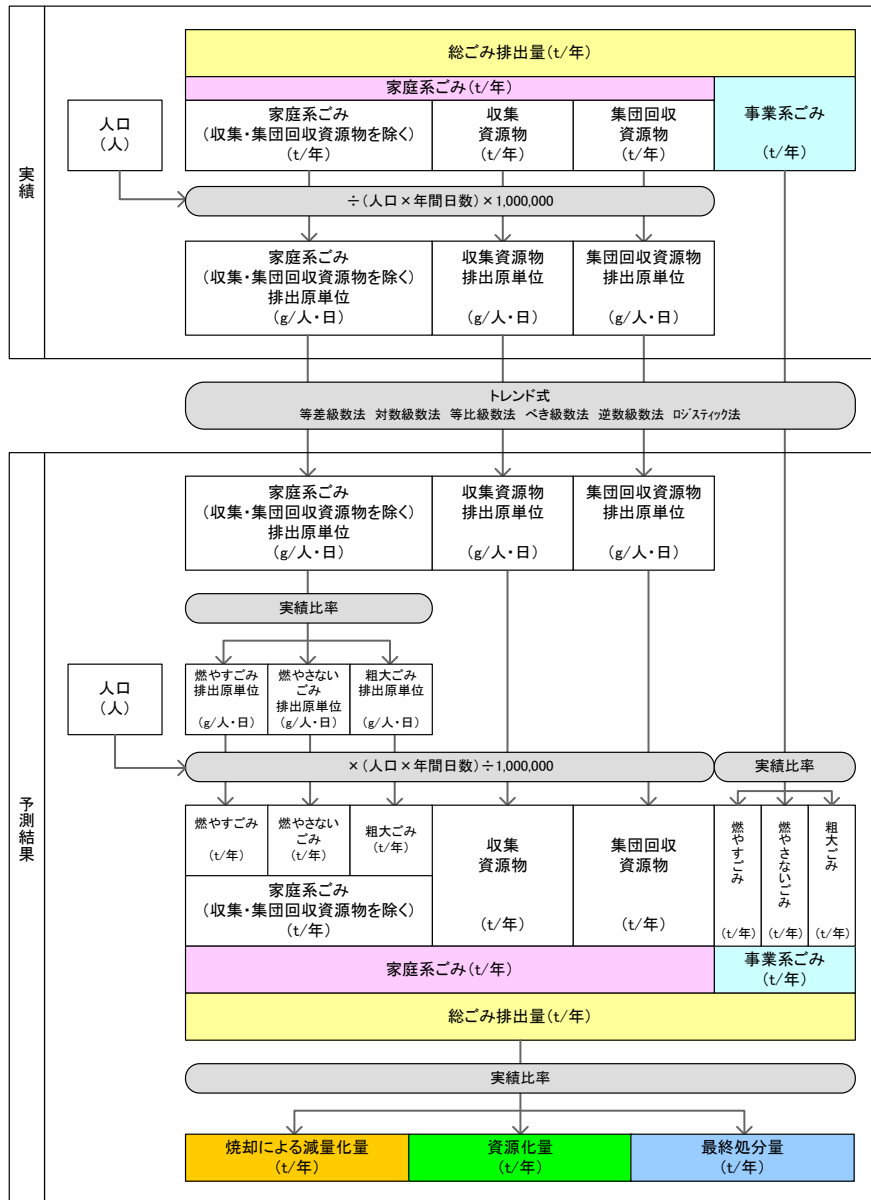 総ごみ排出量(t/年)
家庭系ごみ(t/年)
人口
(人)
家庭系ごみ
(収集・集団回収資源物を除く)
(t/年)
収集
資源物
(t/年)
集団回収
資源物
(t/年)
事業系ごみ
(t/年)
実績
÷(人口×年間日数)×1,000,000
家庭系ごみ
(収集・集団回収資源物を除く)
排出原単位
(g/人・日)
収集資源物
排出原単位
(g/人・日)
集団回収資源物
排出原単位
(g/人・日)
トレンド式
等差級数法 対数級数法 等比級数法 べき級数法 逆数級数法 ロジスティック法
家庭系ごみ
(収集・集団回収資源物を除く)
排出原単位
(g/人・日)
収集資源物
排出原単位
(g/人・日)
集団回収資源物
排出原単位
(g/人・日)
実績比率
人口
(人)
燃やすごみ
排出原単位
(g/人・日)
燃やさない
ごみ
排出原単位
(g/人・日)
粗大ごみ
排出原単位
(g/人・日)
×(人口×年間日数)÷1,000,000
実績比率
予測結果
燃やすごみ
(t/年)
燃やさない
ごみ
(t/年)
粗大ごみ
(t/年)
家庭系ごみ
(収集・集団回収資源物を除く)
(t/年)
収集
資源物
(t/年)
集団回収
資源物
(t/年)
燃やすごみ
(t/年)
燃やさないごみ
(t/年)
粗大ごみ
(t/年)
家庭系ごみ(t/年)
事業系ごみ
(t/年)
総ごみ排出量(t/年)
実績比率
焼却による減量化量
(t/年)
資源化量
(t/年)
最終処分量
(t/年)